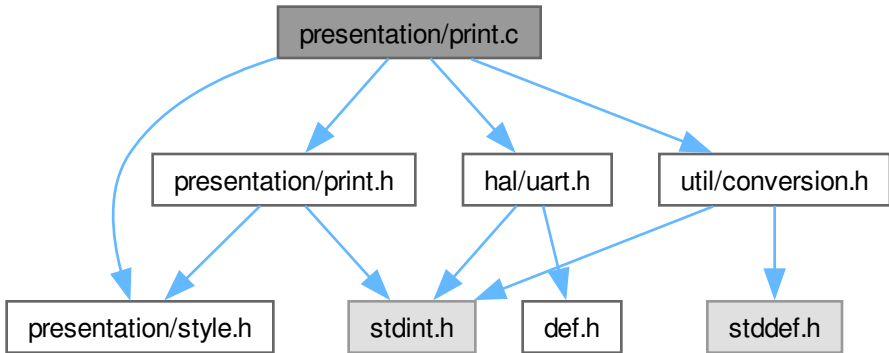 presentation/print.c
presentation/print.h
hal/uart.h
util/conversion.h
presentation/style.h
stdint.h
def.h
stddef.h